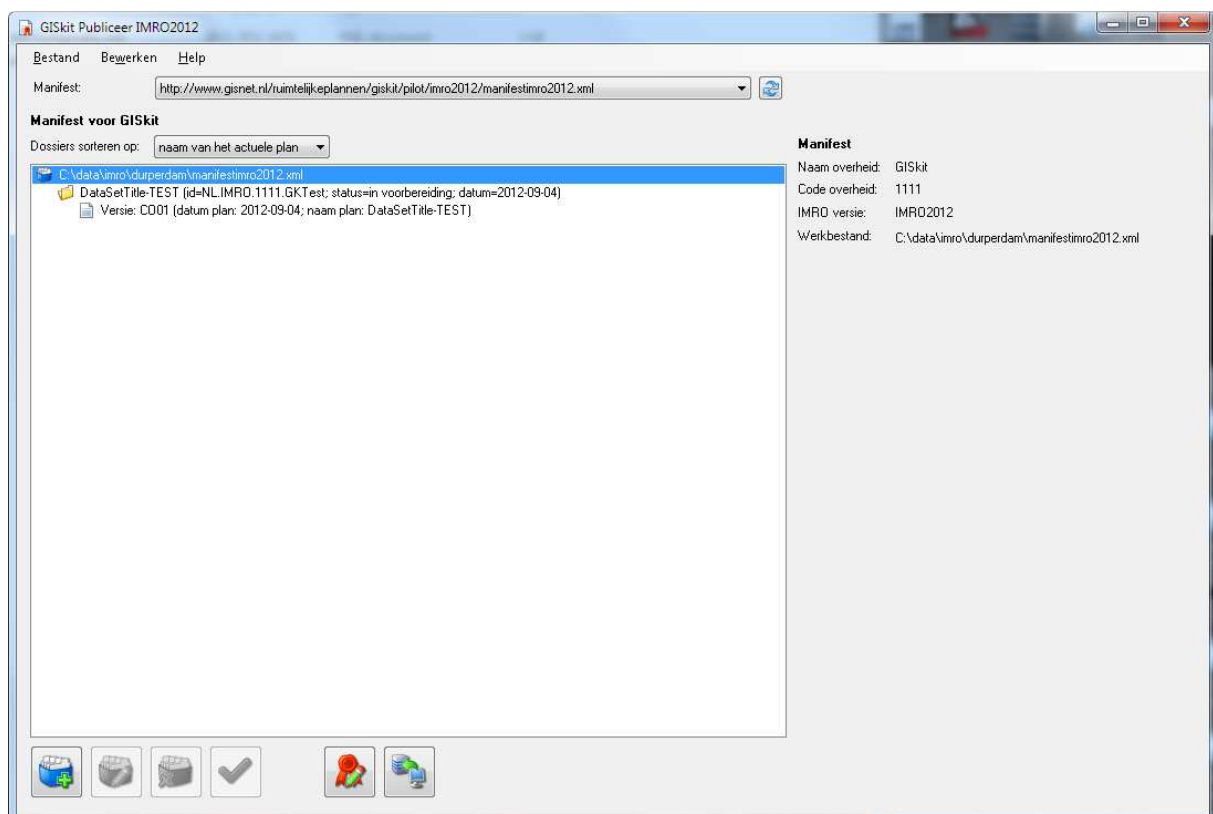 GISkit Publiceer IMRO2012
Bestand Bewerken Help
Manifest: http://www.gisnet.nl/ruimtelijkeplannen/giskit/pilot/imro2012/manifestimro2012.xml
Manifest voor GISkit
Dossiers sorteren op: naam van het actuele plan
C:\data\imro\durperdam\manifestimro2012.xml
DataSetTitle-TEST (id=NL.IMRO.1111.GKTest; status=in voorbereiding; datum=2012-09-04)
Versie: CO01 (datum plan: 2012-09-04; naam plan: DataSetTitle-TEST)
Manifest
Naam overheid: GISkit
Code overheid: 1111
IMRO versie: IMRO2012
Werkbestand: C:\data\imro\durperdam\manifestimro2012.xml